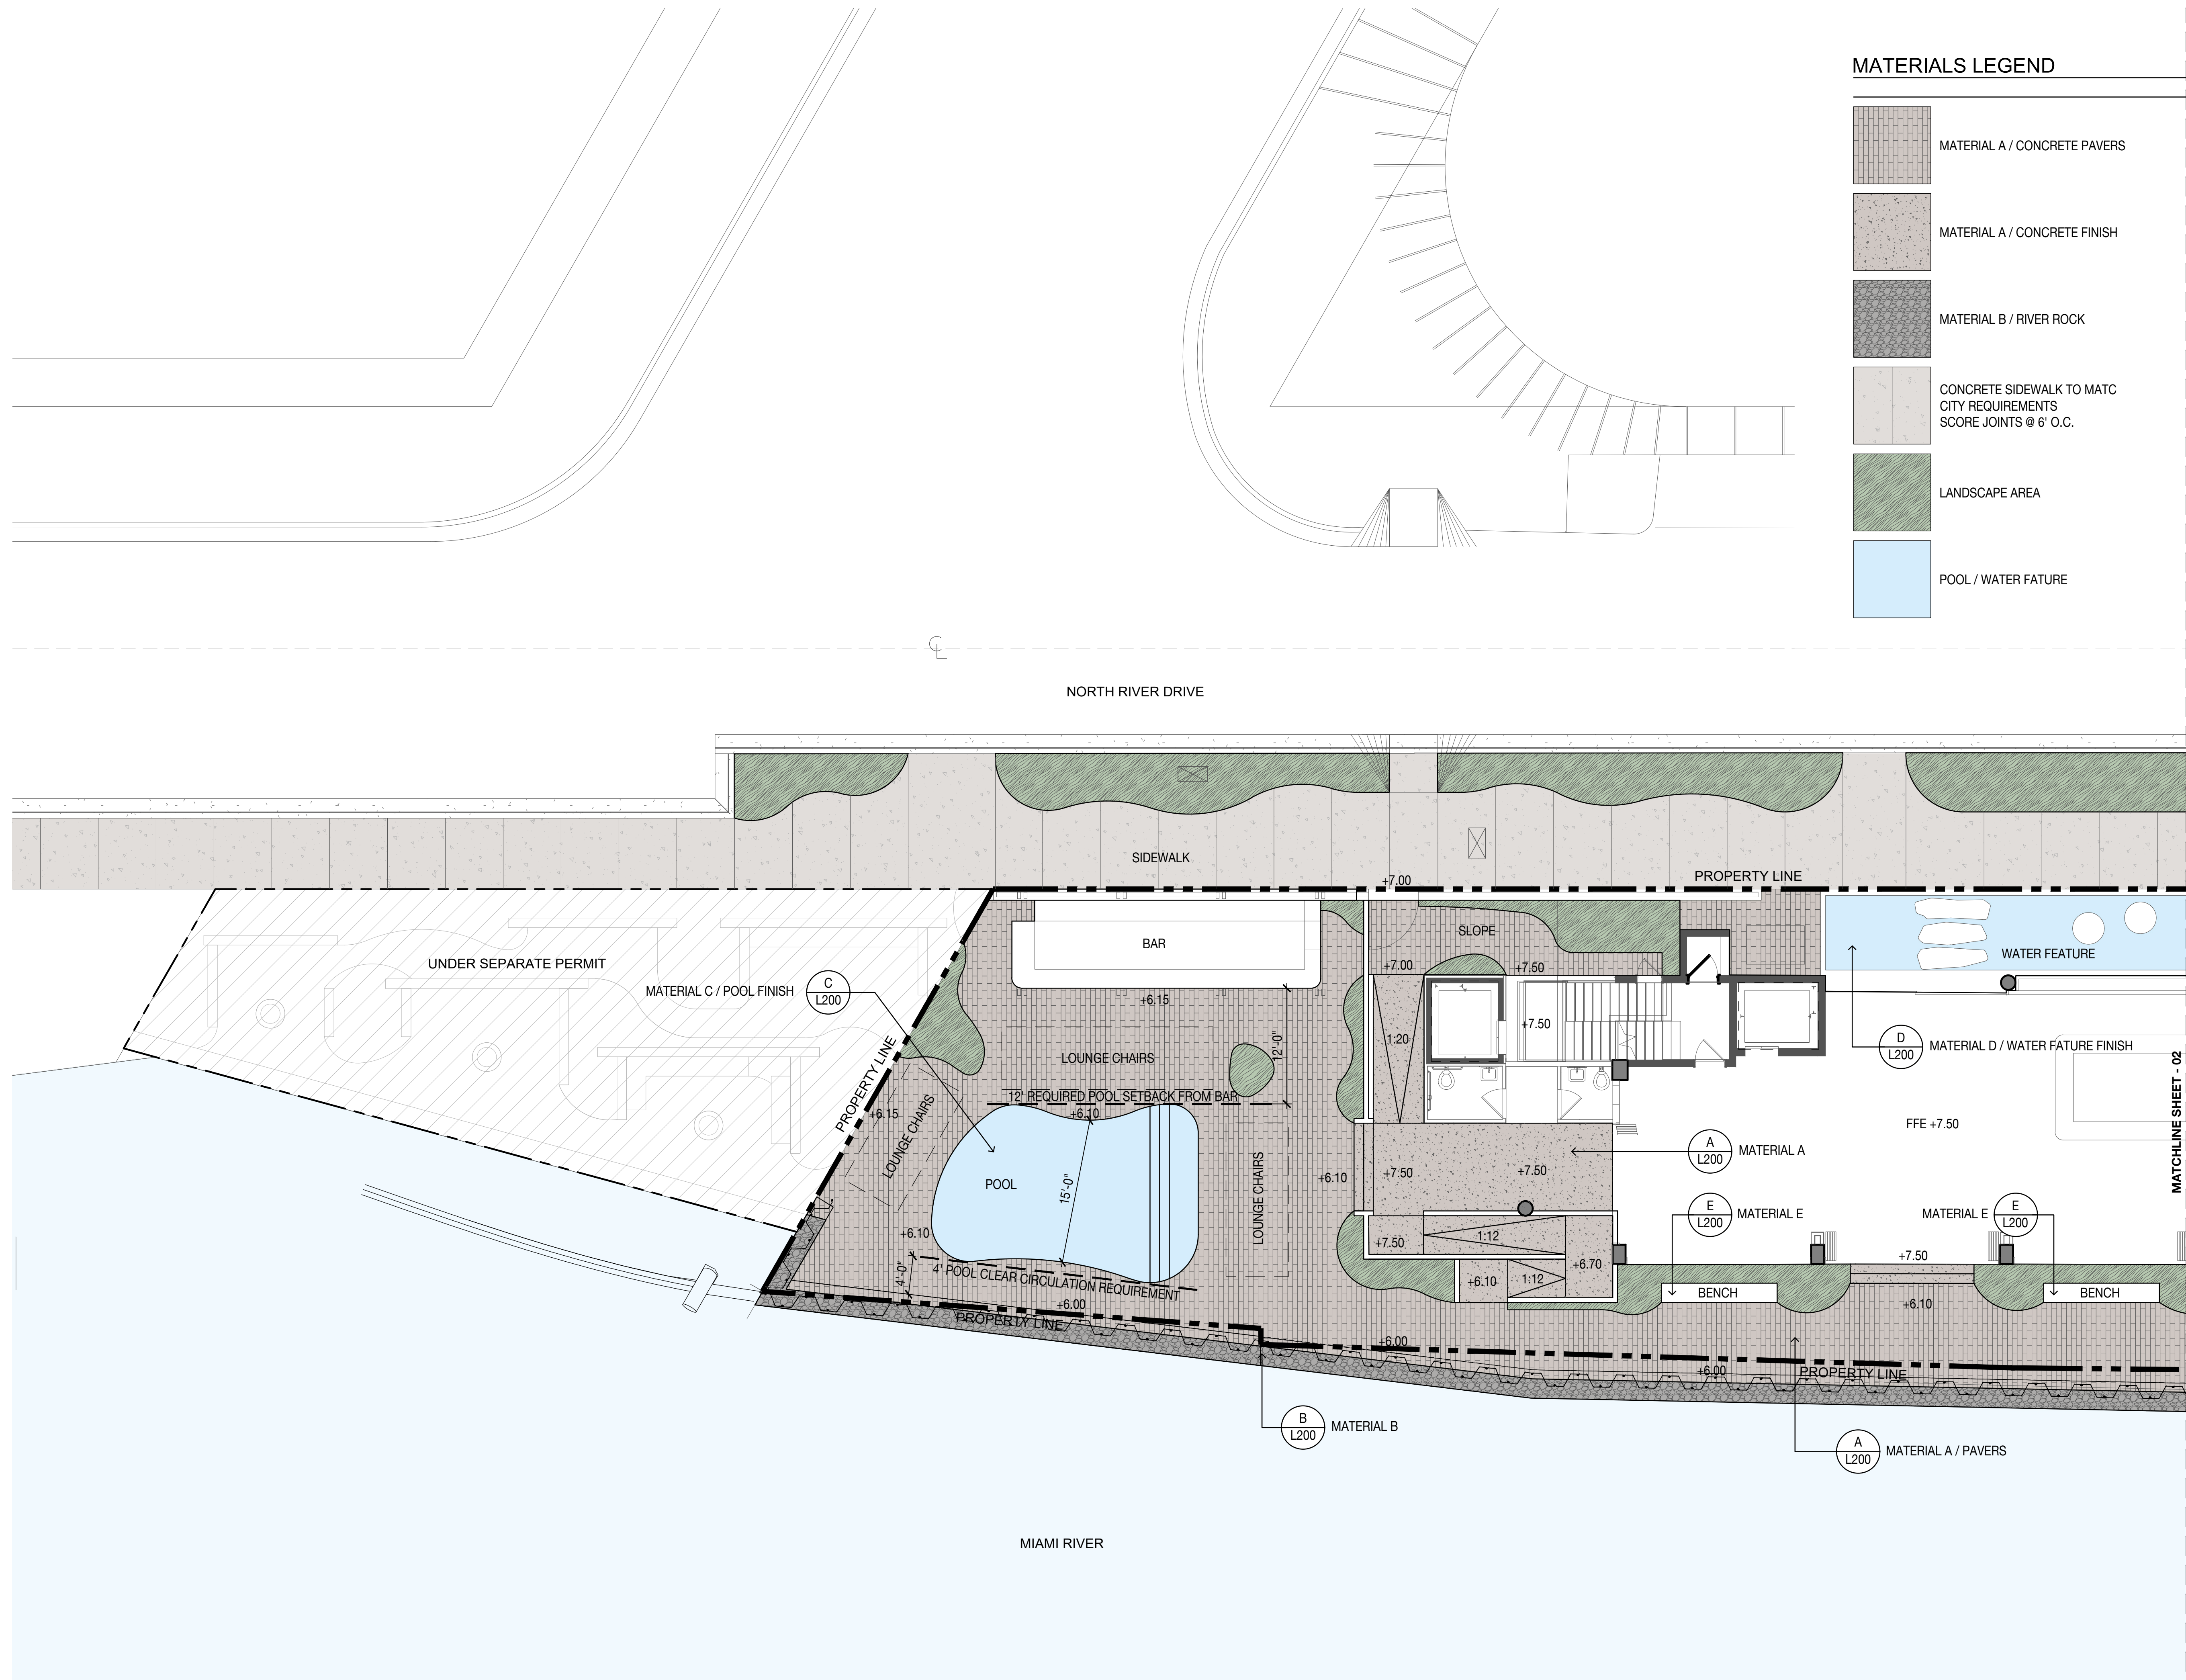 MATERIALS LEGEND
MATERIAL A / CONCRETE PAVERS
MATERIAL A / CONCRETE FINISH
MATERIAL B / RIVER ROCK
CONCRETE SIDEWALK TO MATC
CITY REQUIREMENTS
SCORE JOINTS @ 6' O.C.
LANDSCAPE AREA
POOL / WATER FATURE
CL
NORTH RIVER DRIVE
SIDEWALK
+7.00
PROPERTY LINE
BAR
SLOPE
WATER FEATURE
UNDER SEPARATE PERMIT
+7.00
+7.50
MATERIAL C / POOL FINISH
C
L200
+6.15
+7.50
1:20
12'-0"
LOUNGE CHAIRS
D
L200
MATERIAL D / WATER FATURE FINISH
MATCHLINE SHEET - 02
PROPERTY LINE
12' REQUIRED POOL SETBACK FROM BAR
+6.15
+6.10
LOUNGE CHAIRS
FFE +7.50
A
L200
MATERIAL A
POOL
15'-0"
LOUNGE CHAIRS
+6.10
+7.50
+7.50
E
L200
MATERIAL E
MATERIAL E
E
L200
+6.10
+7.50
1:12
+7.50
4'-0"
4' POOL CLEAR CIRCULATION REQUIREMENT
+6.70
+6.10
1:12
BENCH
BENCH
+6.00
+6.10
PROPERTY LINE
+6.00
+6.00
PROPERTY LINE
B
L200
MATERIAL B
A
L200
MATERIAL A / PAVERS
MIAMI RIVER